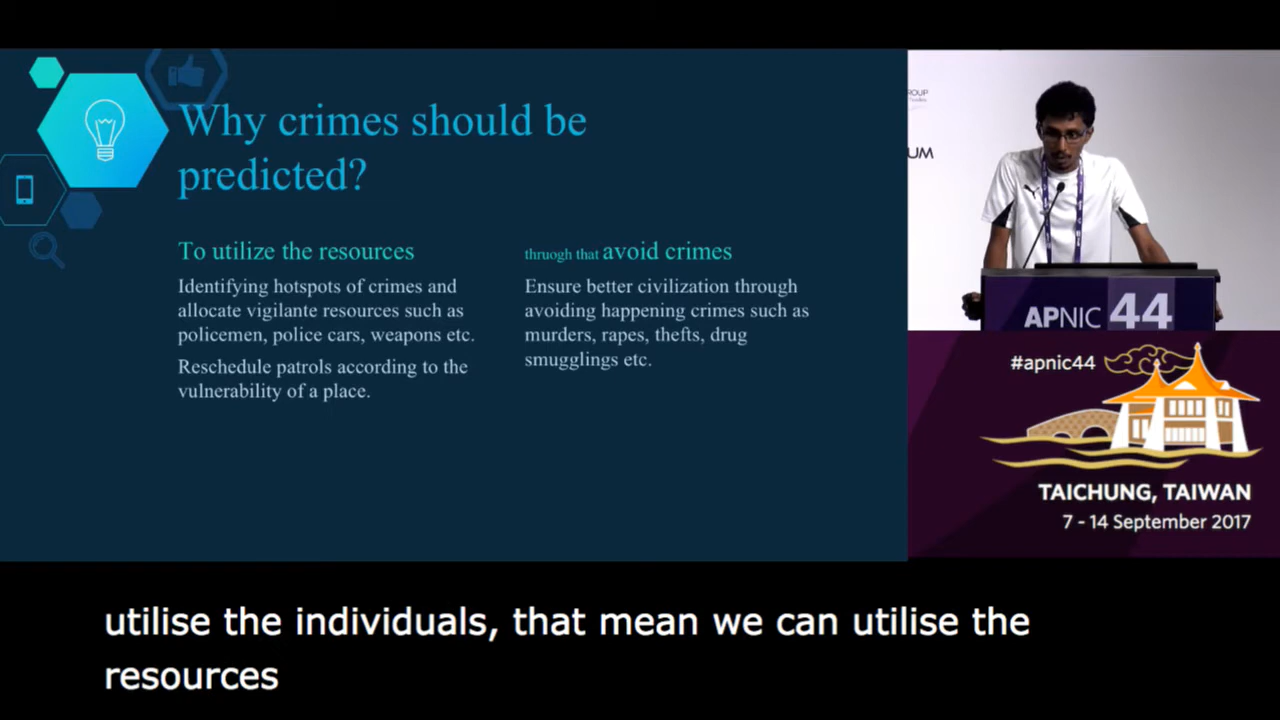 Why crimes should be
predicted?
To utilize the resources
Identifying hotspots of crimes and
allocate vigilante resources such as
policemen, police cars, weapons etc.
Reschedule patrols according to the
vulnerability of a place.
thruogh that avoid crimes
Ensure better civilization through
avoiding happening crimes such as
murders, rapes, thefts, drug
smugglings etc.
ROUP
UM
APNIC 44
#apnic44
TAICHUNG, TAIWAN
7 - 14 September 2017
utilise the individuals, that mean we can utilise the
resources